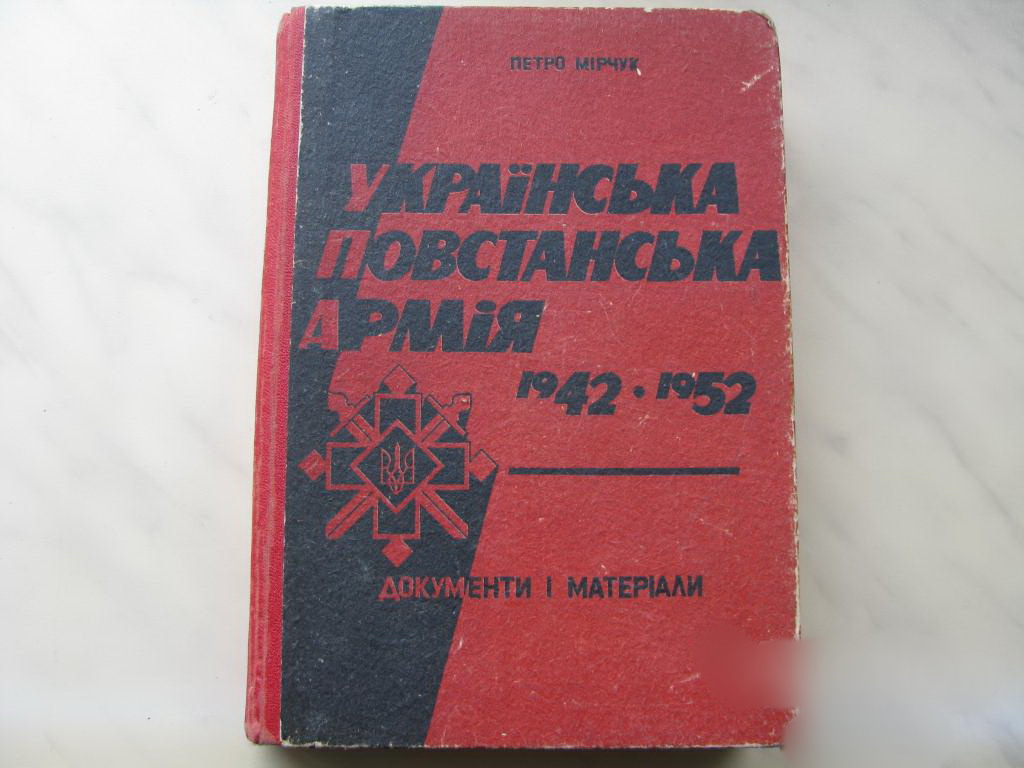 ПЕТРО МІРЧУК
УКРАЇНСЬКА
ПОВСТАНСЬКА
АРМІЯ
1942 • 1952
ДОКУМЕНТИ І МАТЕРІАЛИ